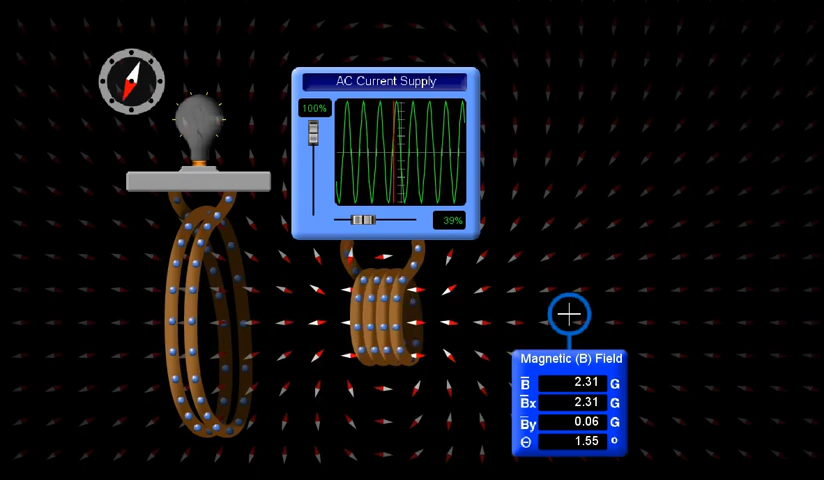 AC Current Supply
100%
39%
Magnetic (B) Field
B 2.31 G
Bx 2.31 G
By 0.06 G
Θ 1.55 º